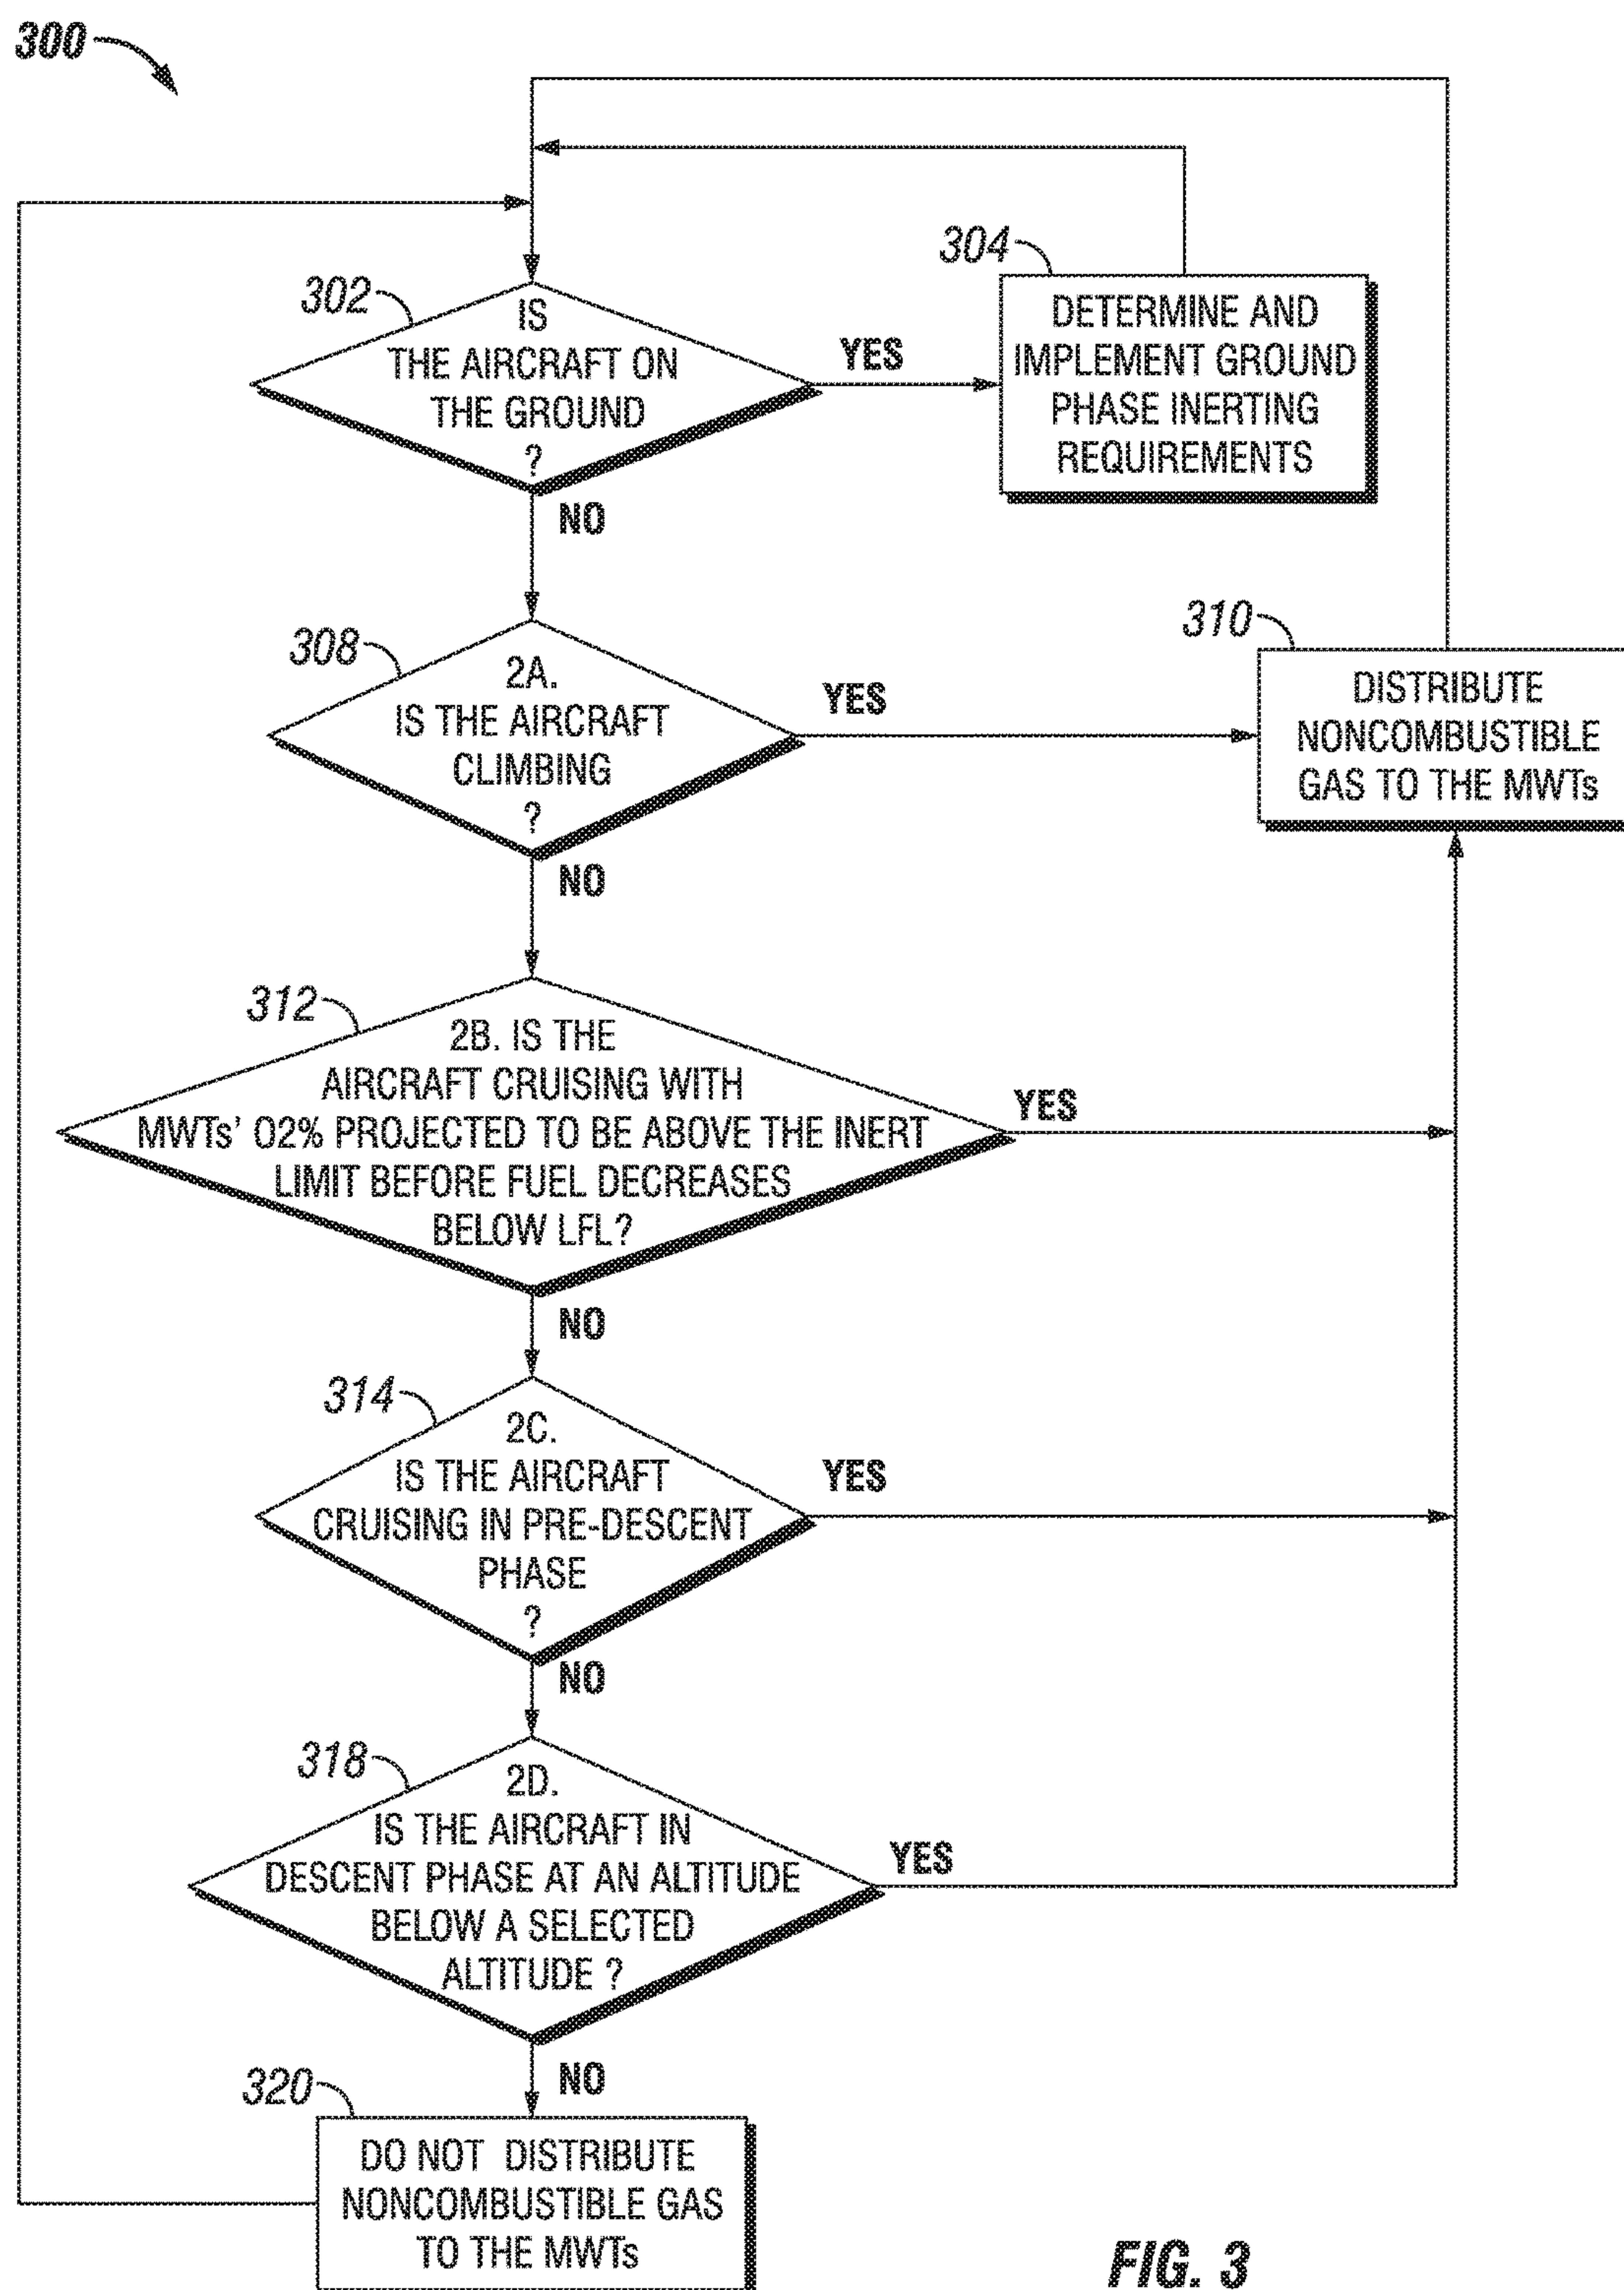 300
302
IS
THE AIRCRAFT ON
THE GROUND
?
YES
NO
304
DETERMINE AND
IMPLEMENT GROUND
PHASE INERTING
REQUIREMENTS
308
2A.
IS THE AIRCRAFT
CLIMBING
?
YES
NO
310
DISTRIBUTE
NONCOMBUSTIBLE
GAS TO THE MWTs
312
2B. IS THE
AIRCRAFT CRUISING WITH
MWTs' O2% PROJECTED TO BE ABOVE THE INERT
LIMIT BEFORE FUEL DECREASES
BELOW LFL?
YES
NO
314
2C.
IS THE AIRCRAFT
CRUISING IN PRE-DESCENT
PHASE
?
YES
NO
318
2D.
IS THE AIRCRAFT IN
DESCENT PHASE AT AN ALTITUDE
BELOW A SELECTED
ALTITUDE ?
YES
NO
320
DO NOT DISTRIBUTE
NONCOMBUSTIBLE GAS
TO THE MWTs
FIG. 3